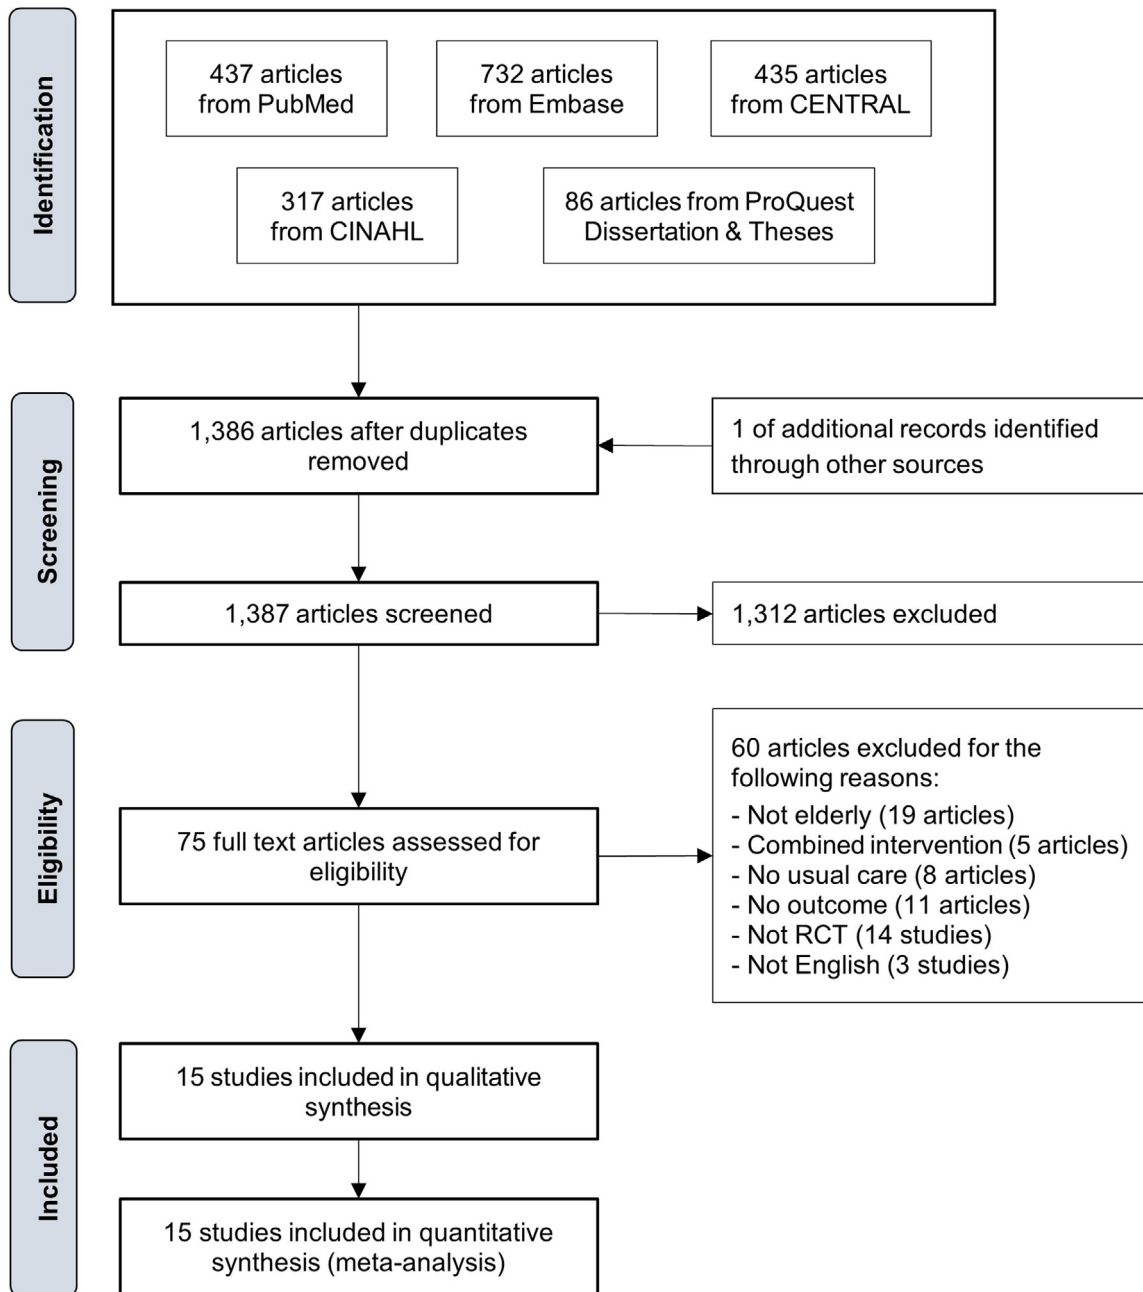 Identification
437 articles
from PubMed
732 articles
from Embase
435 articles
from CENTRAL
317 articles
from CINAHL
86 articles from ProQuest
Dissertation & Theses
Screening
1,386 articles after duplicates
removed
1 of additional records identified
through other sources
1,387 articles screened
1,312 articles excluded
Eligibility
75 full text articles assessed for
eligibility
60 articles excluded for the
following reasons:
- Not elderly (19 articles)
- Combined intervention (5 articles)
- No usual care (8 articles)
- No outcome (11 articles)
- Not RCT (14 studies)
- Not English (3 studies)
Included
15 studies included in qualitative
synthesis
15 studies included in quantitative
synthesis (meta-analysis)